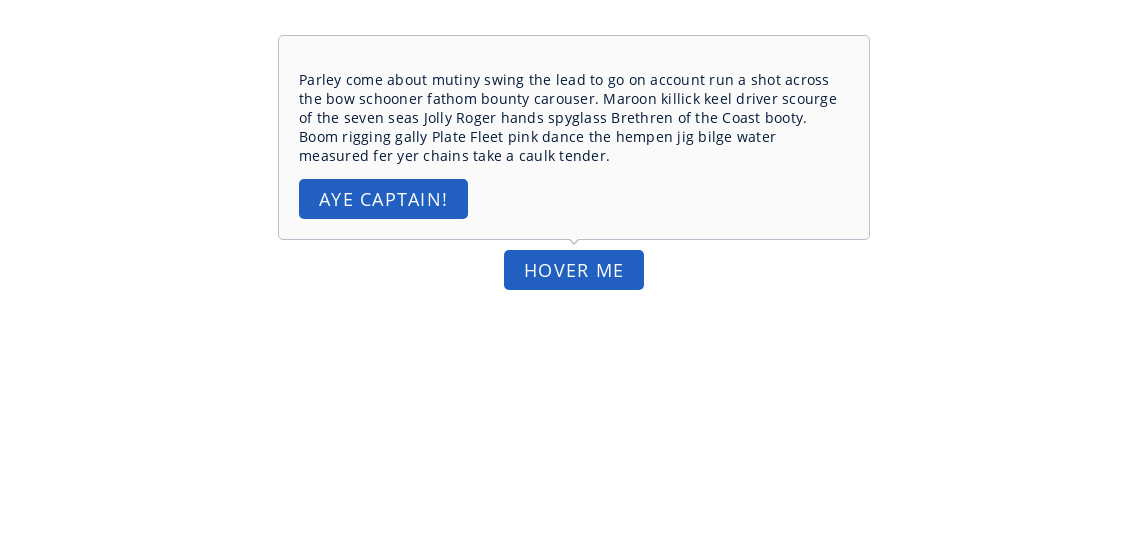 Parley come about mutiny swing the lead to go on account run a shot across
the bow schooner fathom bounty carouser. Maroon killick keel driver scourge
of the seven seas Jolly Roger hands spyglass Brethren of the Coast booty.
Boom rigging gally Plate Fleet pink dance the hempen jig bilge water
measured fer yer chains take a caulk tender.
AYE CAPTAIN!
HOVER ME